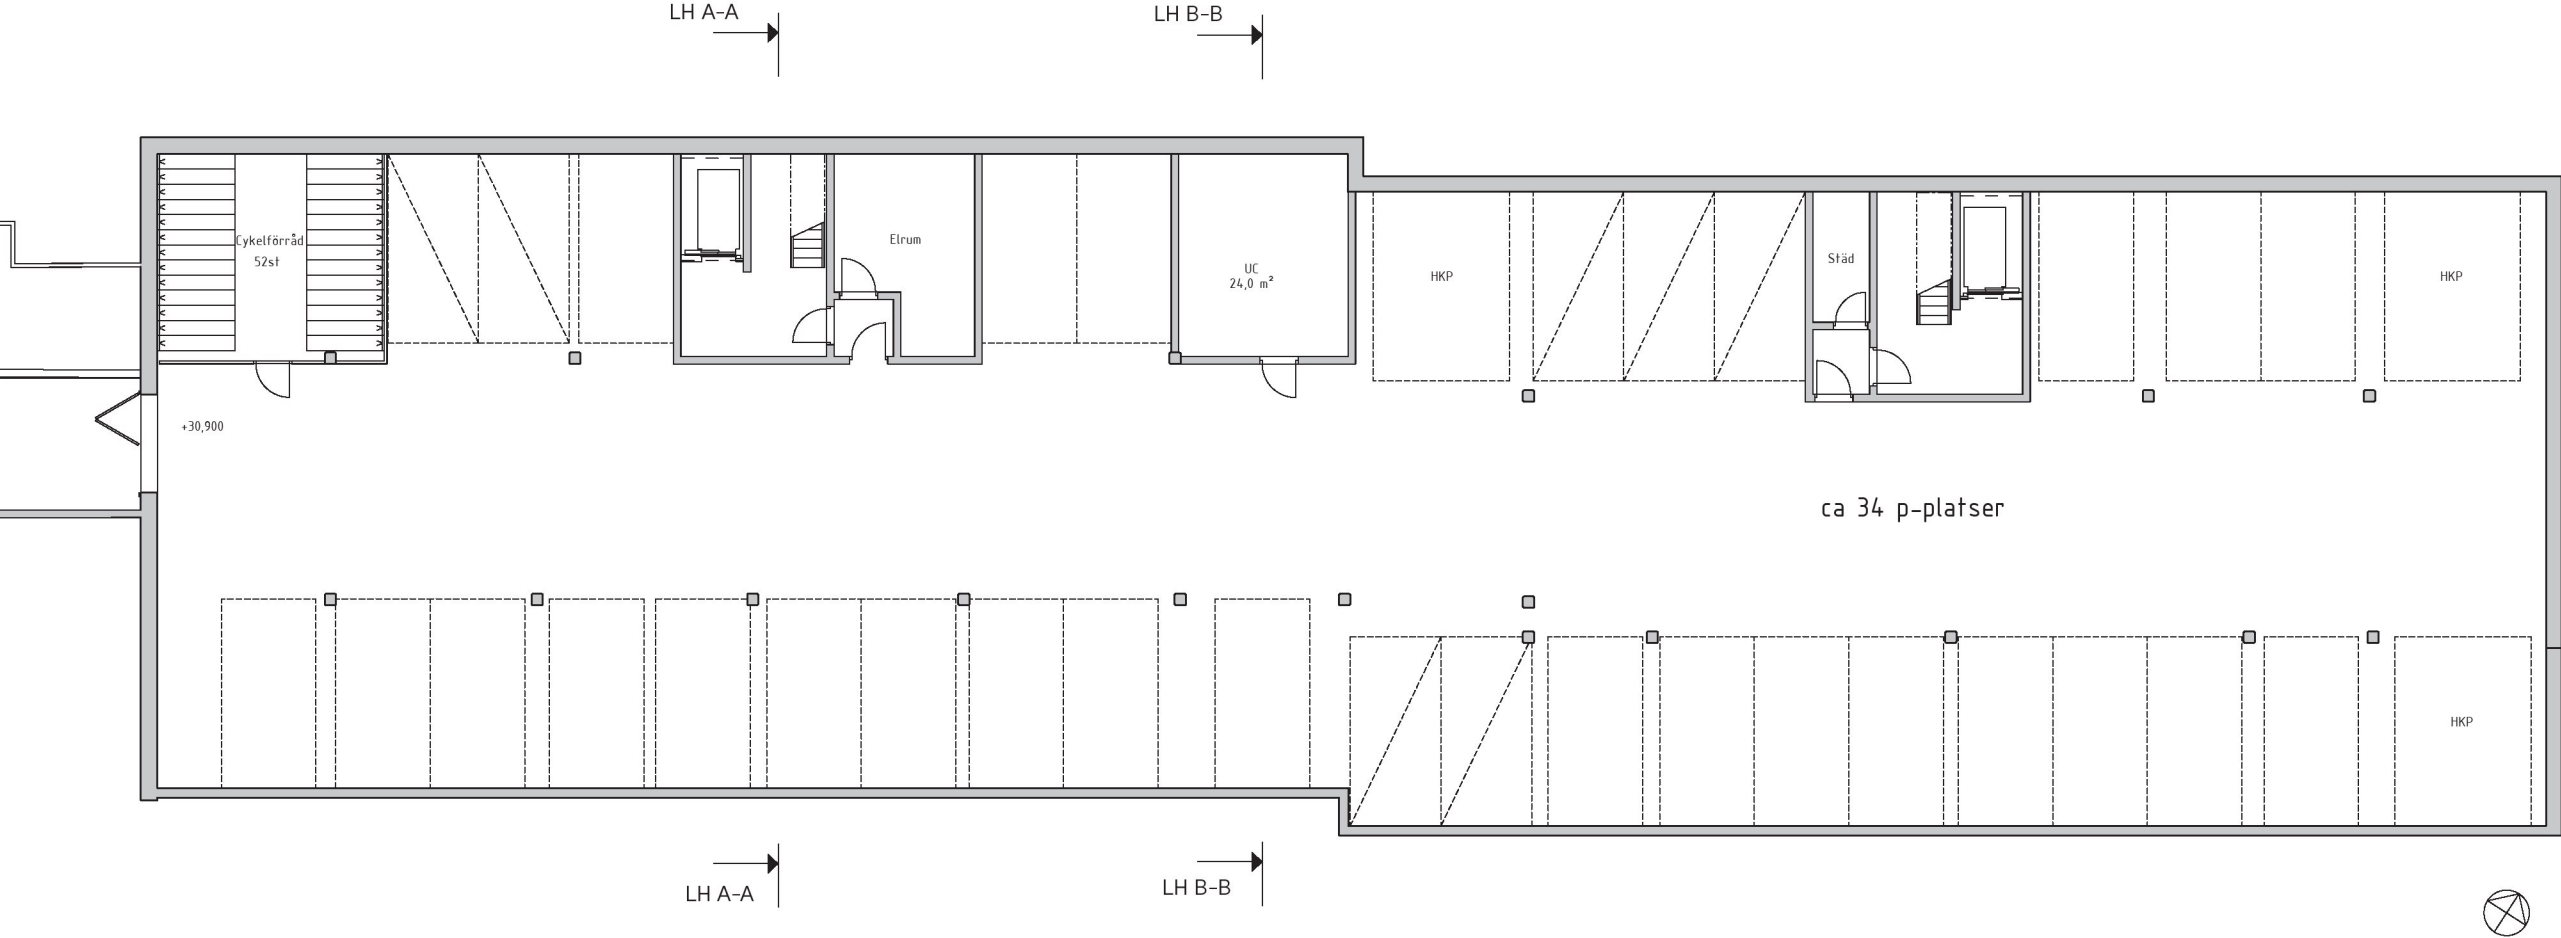 LH A-A
LH B-B
Cykelförråd
52st
Elrum
UC
24,0 m²
HKP
Städ
HKP
+30,900
ca 34 p-platser
HKP
LH A-A
LH B-B